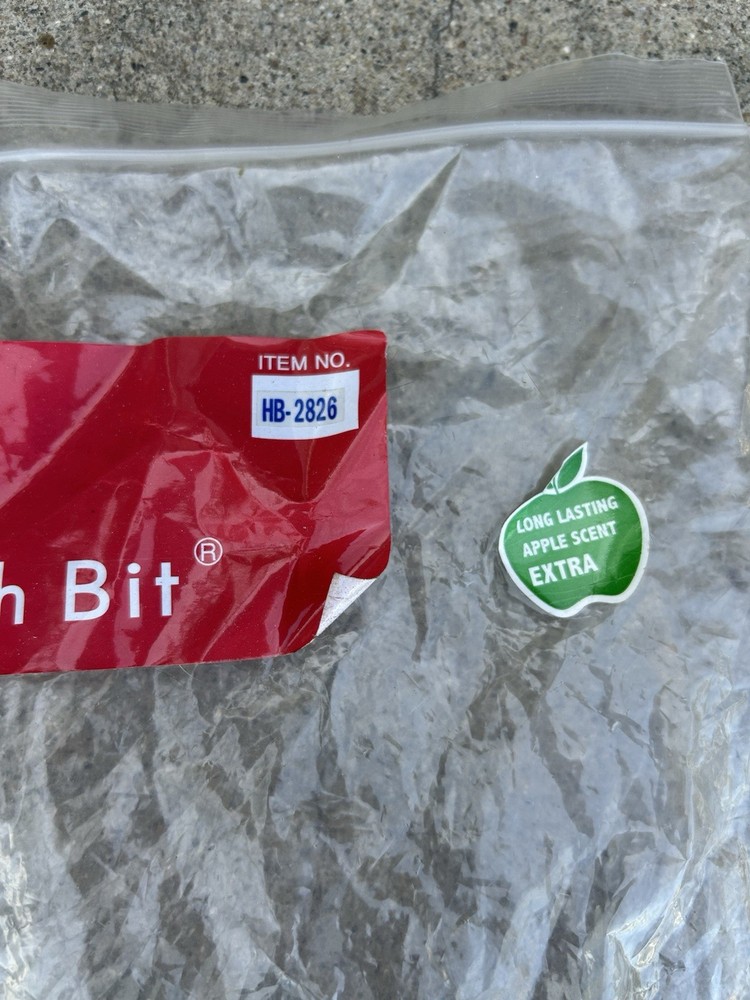 ITEM NO.
HB-2826
h Bit®
LONG LASTING
APPLE SCENT
EXTRA